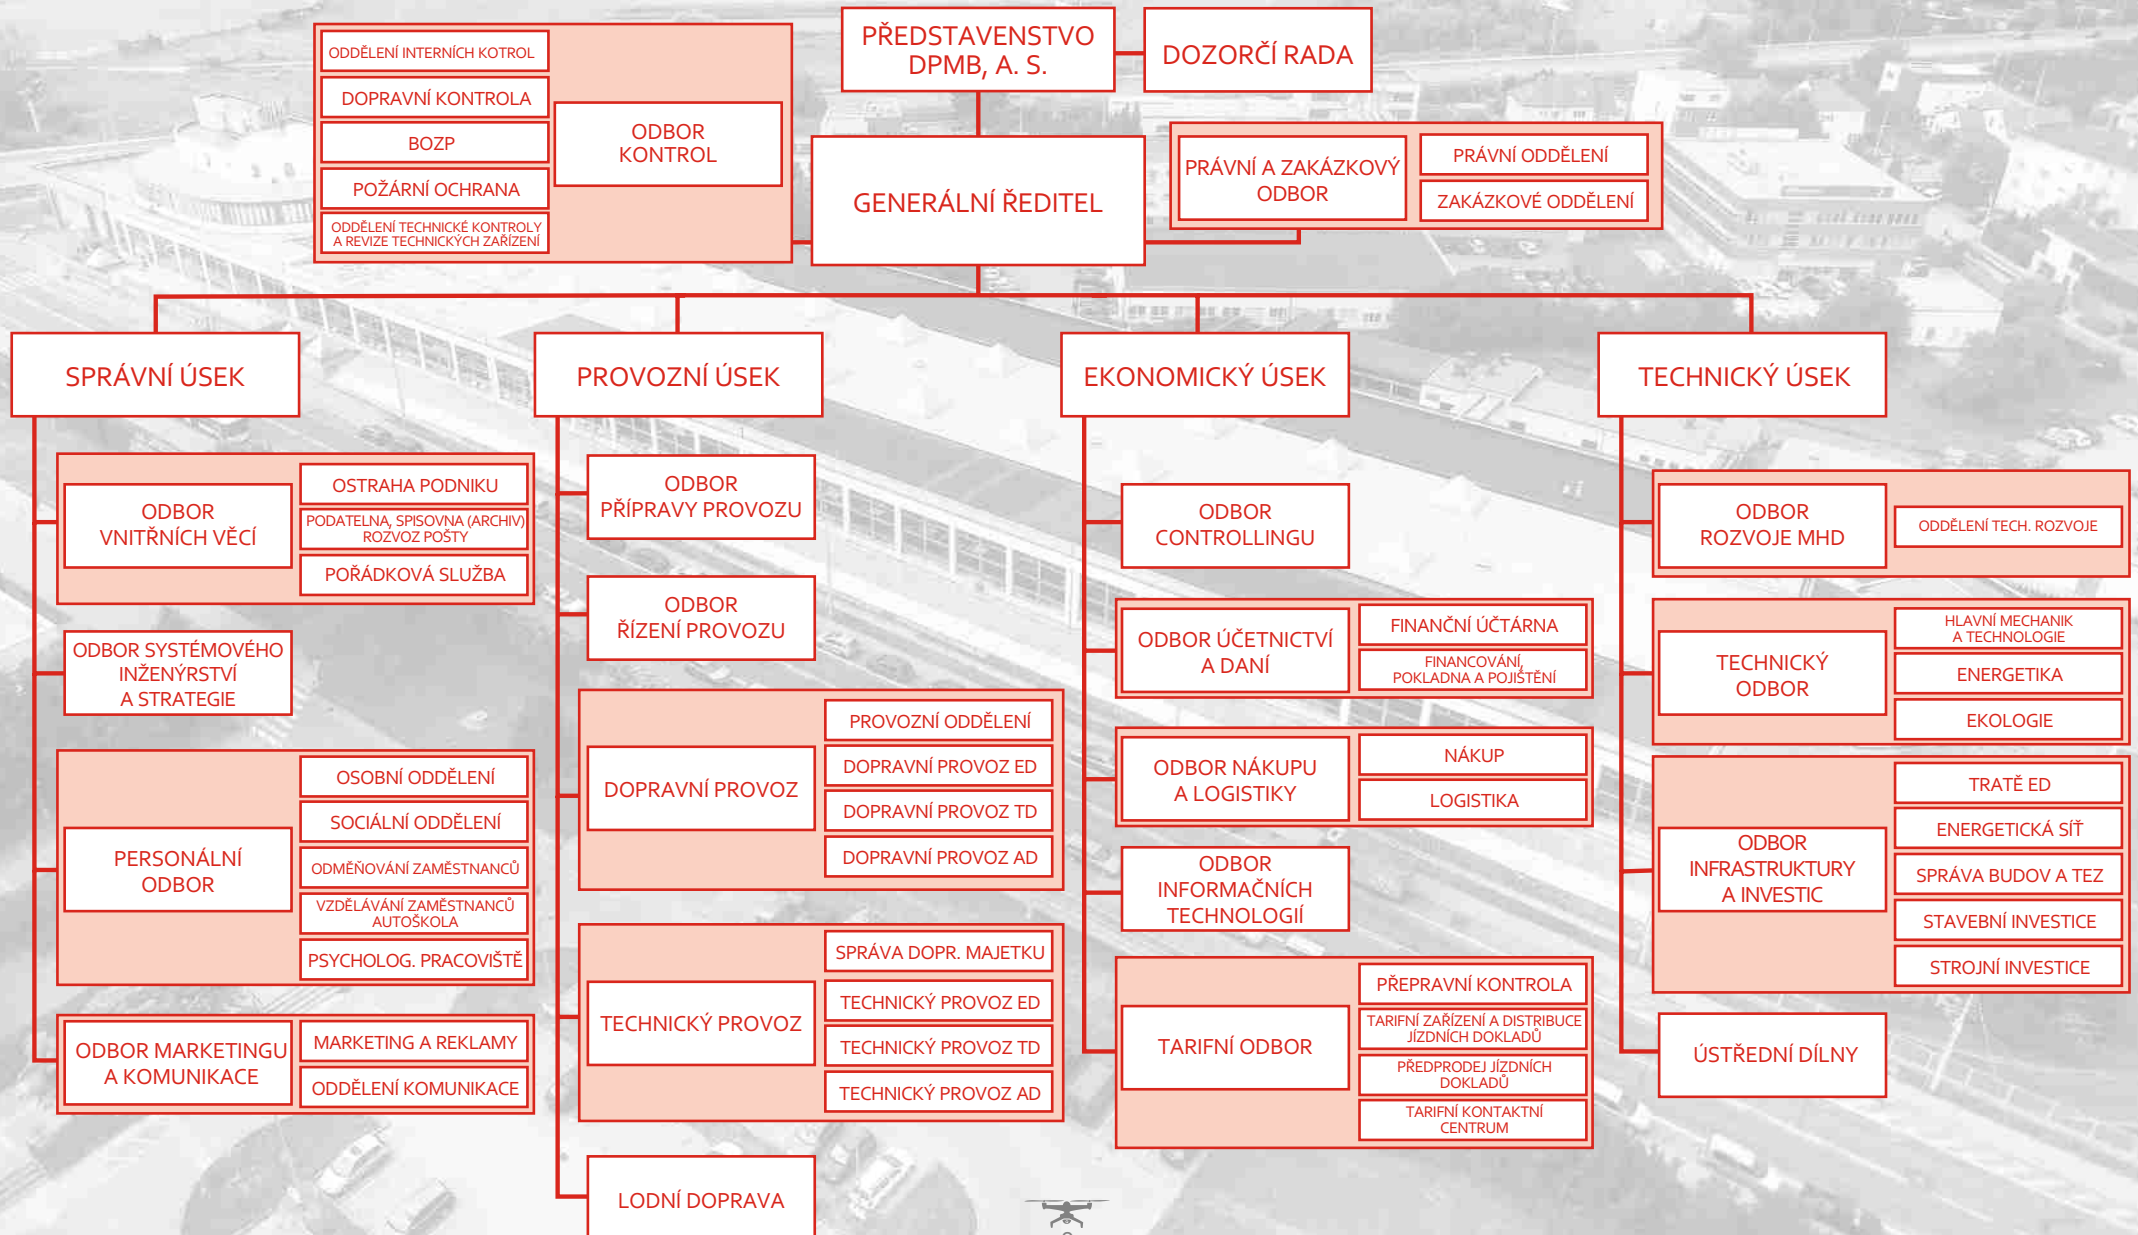 PŘEDSTAVENSTVO
DPMB, A. S.
DOZORČÍ RADA
ODDĚLENÍ INTERNÍCH KOTROL
DOPRAVNÍ KONTROLA
BOZP
POŽÁRNÍ OCHRANA
ODDĚLENÍ TECHNICKÉ KONTROLY
A REVIZE TECHNICKÝCH ZAŘÍZENÍ
ODBOR
KONTROL
GENERÁLNÍ ŘEDITEL
PRÁVNÍ A ZAKÁZKOVÝ
ODBOR
PRÁVNÍ ODDĚLENÍ
ZAKÁZKOVÉ ODDĚLENÍ
SPRÁVNÍ ÚSEK
ODBOR
VNITŘNÍCH VĚCÍ
OSTRAHA PODNIKU
PODATELNA, SPISOVNA (ARCHIV)
ROZVOZ POŠTY
POŘÁDKOVÁ SLUŽBA
ODBOR SYSTÉMOVÉHO
INŽENÝRSTVÍ
A STRATEGIE
PERSONÁLNÍ
ODBOR
OSOBNÍ ODDĚLENÍ
SOCIÁLNÍ ODDĚLENÍ
ODMĚŇOVÁNÍ ZAMĚSTNANCŮ
VZDĚLÁVÁNÍ ZAMĚSTNANCŮ
AUTOŠKOLA
PSYCHOLOG. PRACOVIŠTĚ
ODBOR MARKETINGU
A KOMUNIKACE
MARKETING A REKLAMY
ODDĚLENÍ KOMUNIKACE
PROVOZNÍ ÚSEK
ODBOR
PŘÍPRAVY PROVOZU
ODBOR
ŘÍZENÍ PROVOZU
DOPRAVNÍ PROVOZ
PROVOZNÍ ODDĚLENÍ
DOPRAVNÍ PROVOZ ED
DOPRAVNÍ PROVOZ TD
DOPRAVNÍ PROVOZ AD
TECHNICKÝ PROVOZ
SPRÁVA DOPR. MAJETKU
TECHNICKÝ PROVOZ ED
TECHNICKÝ PROVOZ TD
TECHNICKÝ PROVOZ AD
LODNÍ DOPRAVA
EKONOMICKÝ ÚSEK
ODBOR
CONTROLLINGU
ODBOR ÚČETNICTVÍ
A DANÍ
FINANČNÍ ÚČTÁRNA
FINANCOVÁNÍ,
POKLADNA A POJIŠTĚNÍ
ODBOR NÁKUPU
A LOGISTIKY
NÁKUP
LOGISTIKA
ODBOR
INFORMAČNÍCH
TECHNOLOGIÍ
TARIFNÍ ODBOR
PŘEPRAVNÍ KONTROLA
TARIFNÍ ZAŘÍZENÍ A DISTRIBUCE
JÍZDNÍCH DOKLADŮ
PŘEDPRODEJ JÍZDNÍCH
DOKLADŮ
TARIFNÍ KONTAKTNÍ
CENTRUM
TECHNICKÝ ÚSEK
ODBOR
ROZVOJE MHD
ODDĚLENÍ TECH. ROZVOJE
TECHNICKÝ
ODBOR
HLAVNÍ MECHANIK
A TECHNOLOGIE
ENERGETIKA
EKOLOGIE
ODBOR
INFRASTRUKTURY
A INVESTIC
TRATĚ ED
ENERGETICKÁ SÍŤ
SPRÁVA BUDOV A TEZ
STAVEBNÍ INVESTICE
STROJNÍ INVESTICE
ÚSTŘEDNÍ DÍLNY